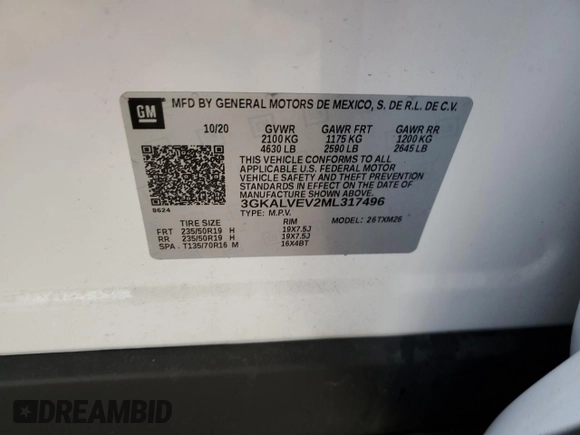 GM
MFD BY GENERAL MOTORS DE MEXICO, S. DE R.L. DE C.V.
10/20 GVWR GAWR FRT GAWR RR
2100 KG 1175 KG 1200 KG
4630 LB 2590 LB 2645 LB
THIS VEHICLE CONFORMS TO ALL
APPLICABLE U.S. FEDERAL MOTOR
VEHICLE SAFETY AND THEFT
PREVENTION STANDARDS IN EFFECT ON
THE DATE OF MANUFACTURE SHOWN ABOVE.
3GKALVEV2ML317496
TYPE: M.P.V. MODEL: 26TXM26
8624
TIRE SIZE RIM
FRT 235/50R19 H 19X7.5J
RR 235/50R19 H 19X7.5J
SPA. T135/70R16 M 16X4BT
DREAMBID